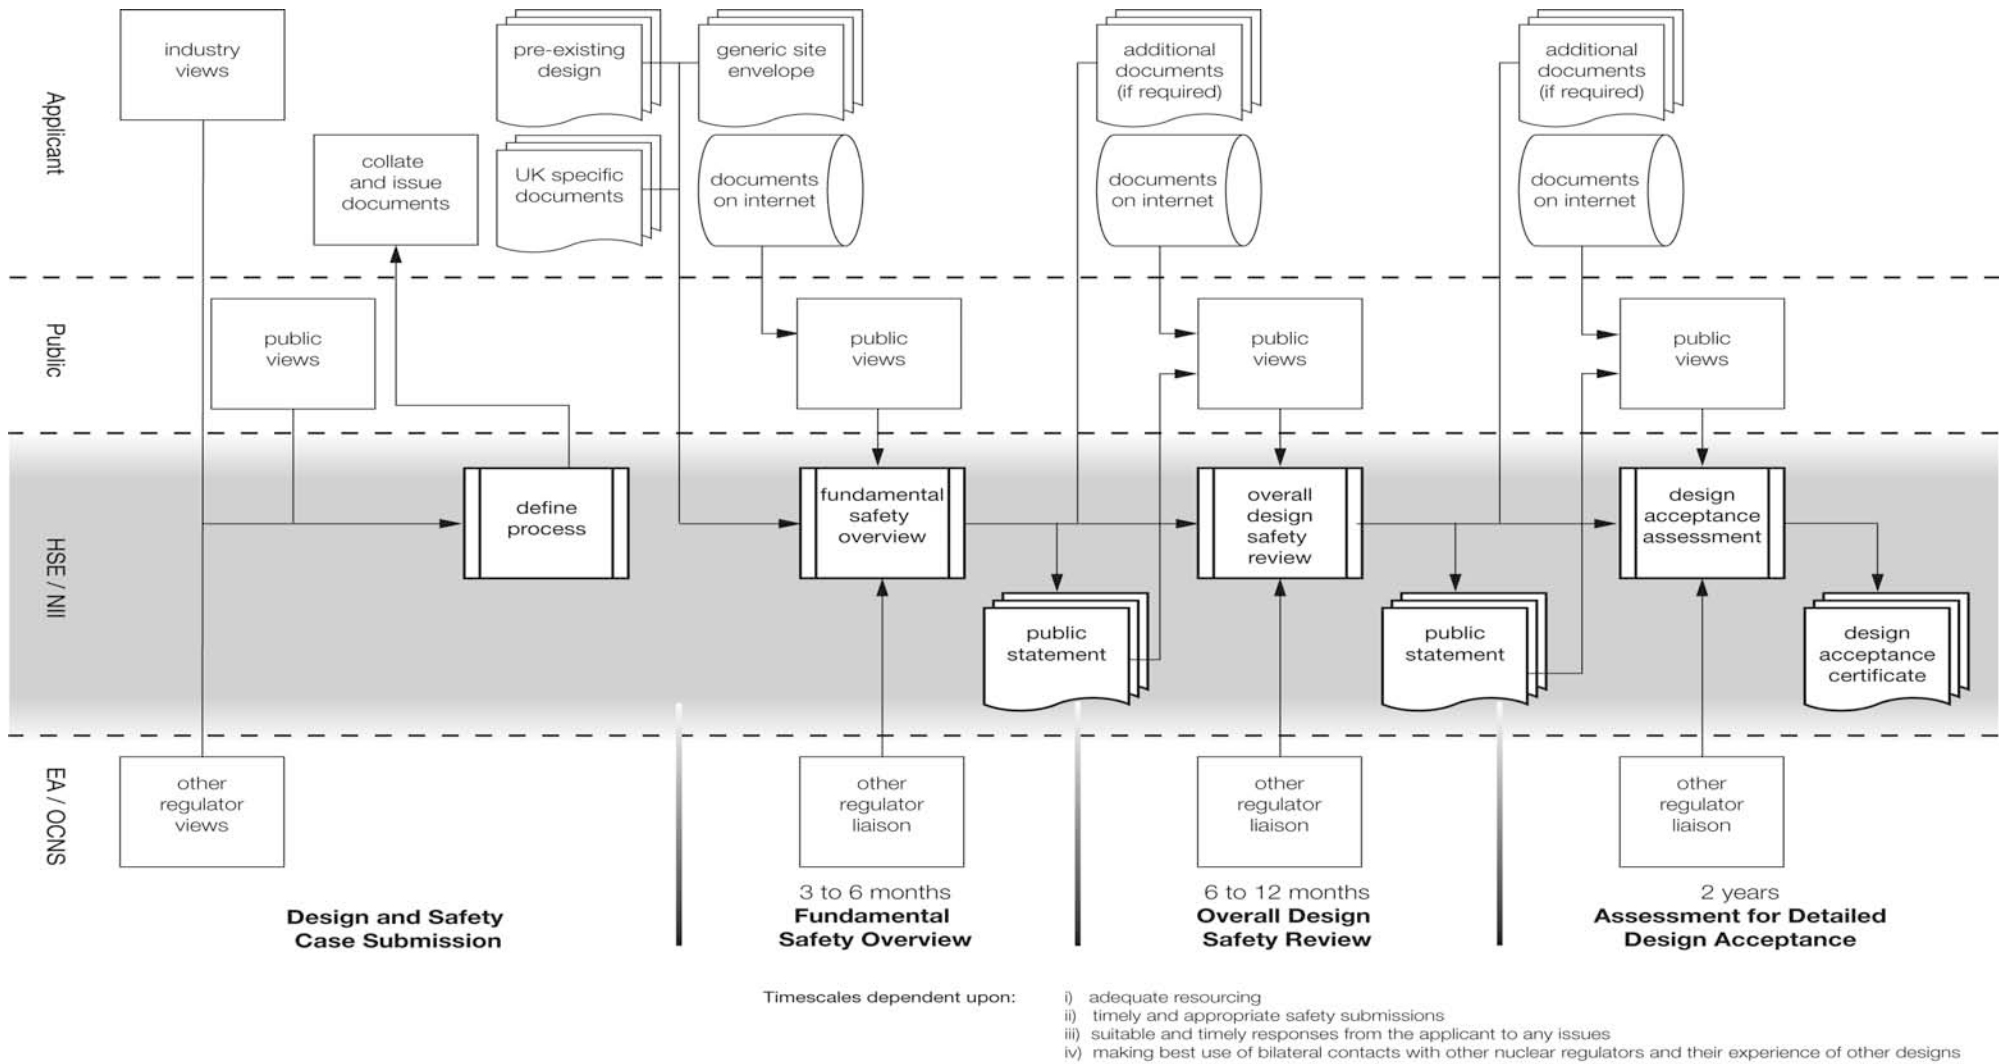 Applicant
industry
views
collate
and issue
documents
pre-existing
design
UK specific
documents
generic site
envelope
documents
on internet
additional
documents
(if required)
documents
on internet
additional
documents
(if required)
documents
on internet
Public
public
views
public
views
public
views
public
views
HSE / NII
define
process
fundamental
safety
overview
public
statement
overall
design
safety
review
public
statement
design
acceptance
assessment
design
acceptance
certificate
EA / OCNS
other
regulator
views
other
regulator
liaison
other
regulator
liaison
other
regulator
liaison
Design and Safety
Case Submission
3 to 6 months
Fundamental
Safety Overview
6 to 12 months
Overall Design
Safety Review
2 years
Assessment for Detailed
Design Acceptance
Timescales dependent upon:
i) adequate resourcing
ii) timely and appropriate safety submissions
iii) suitable and timely responses from the applicant to any issues
iv) making best use of bilateral contacts with other nuclear regulators and their experience of other designs